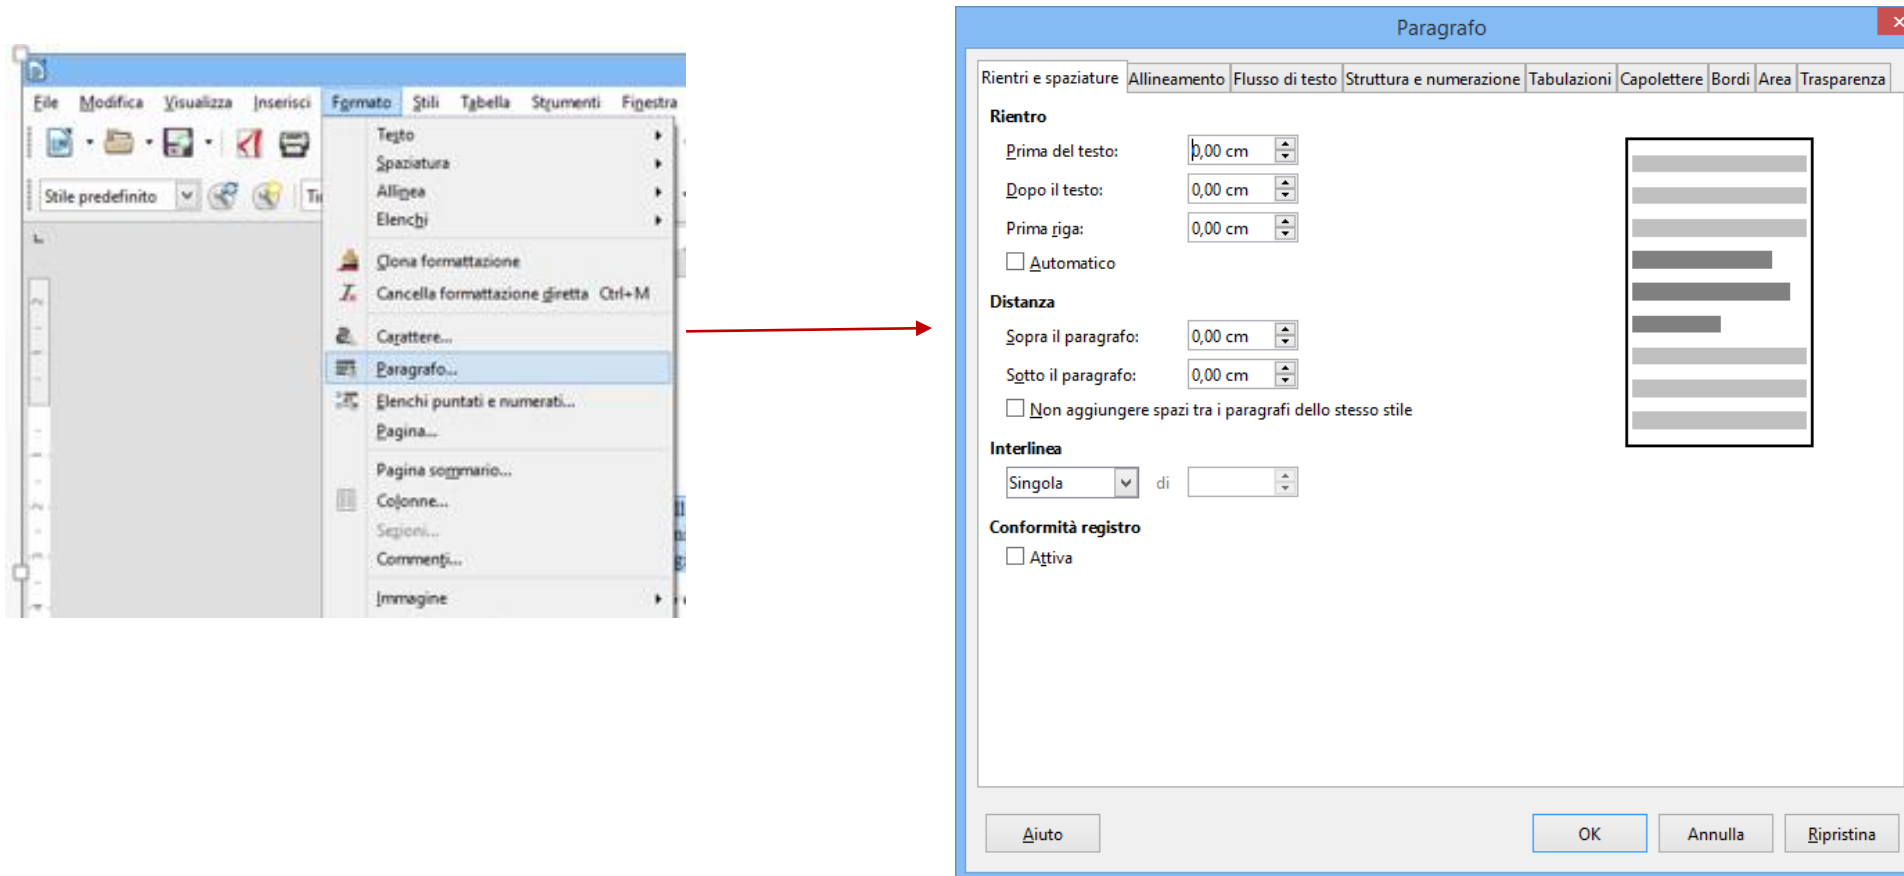 File Modifica Visualizza Inserisci Formato Stili Tabella Strumenti Finestra
Stile predefinito
Testo
Spaziatura
Allinea
Elenchi
Clona formattazione
Cancella formattazione diretta Ctrl+M
Carattere...
Paragrafo...
Elenchi puntati e numerati...
Pagina...
Pagina sommario...
Colonne...
Sezioni...
Commenti...
Immagine
Paragrafo
Rientri e spaziature Allineamento Flusso di testo Struttura e numerazione Tabulazioni Capolettere Bordi Area Trasparenza
Rientro
Prima del testo: 0,00 cm
Dopo il testo: 0,00 cm
Prima riga: 0,00 cm
Automatico
Distanza
Sopra il paragrafo: 0,00 cm
Sotto il paragrafo: 0,00 cm
Non aggiungere spazi tra i paragrafi dello stesso stile
Interlinea
Singola di
Conformità registro
Attiva
Aiuto OK Annulla Ripristina